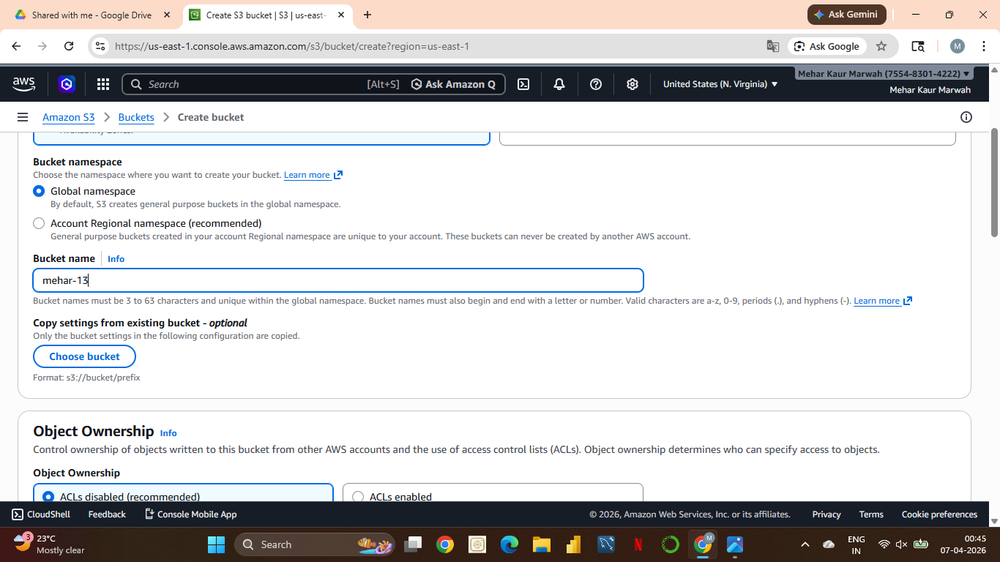 Shared with me - Google Drive
Create S3 bucket | S3 | us-east-
Ask Gemini
https://us-east-1.console.aws.amazon.com/s3/bucket/create?region=us-east-1
Ask Google
M
aws
Search
[Alt+S]
Ask Amazon Q
United States (N. Virginia)
Mehar Kaur Marwah (7554-8301-4222)
Mehar Kaur Marwah
Amazon S3
Buckets
Create bucket
Bucket namespace
Choose the namespace where you want to create your bucket. Learn more
Global namespace
By default, S3 creates general purpose buckets in the global namespace.
Account Regional namespace (recommended)
General purpose buckets created in your account Regional namespace are unique to your account. These buckets can never be created by another AWS account.
Bucket name
Info
mehar-13
Bucket names must be 3 to 63 characters and unique within the global namespace. Bucket names must also begin and end with a letter or number. Valid characters are a-z, 0-9, periods (.), and hyphens (-). Learn more
Copy settings from existing bucket - optional
Only the bucket settings in the following configuration are copied.
Choose bucket
Format: s3://bucket/prefix
Object Ownership
Info
Control ownership of objects written to this bucket from other AWS accounts and the use of access control lists (ACLs). Object ownership determines who can specify access to objects.
Object Ownership
ACLs disabled (recommended)
ACLs enabled
CloudShell
Feedback
Console Mobile App
© 2026, Amazon Web Services, Inc. or its affiliates.
Privacy
Terms
Cookie preferences
3
23°C
Mostly clear
Search
M
ENG
IN
00:45
07-04-2026